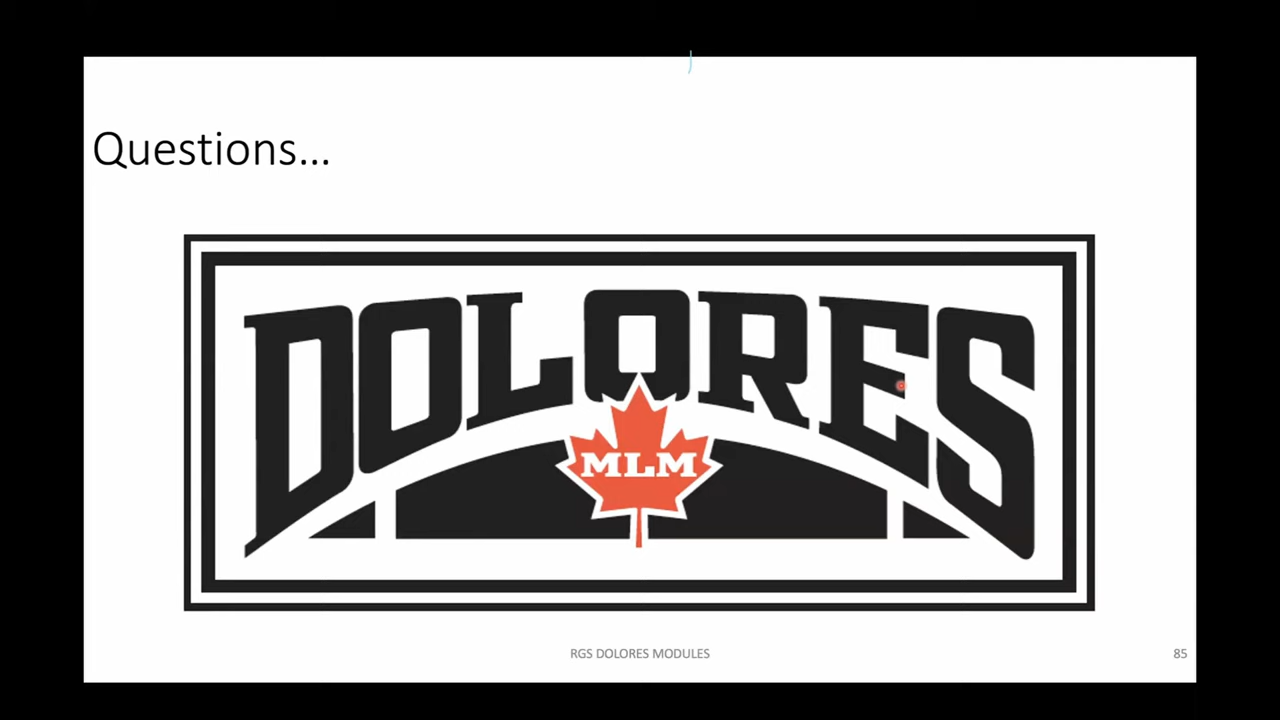 Questions...
DOLORES
MLM
RGS DOLORES MODULES
85